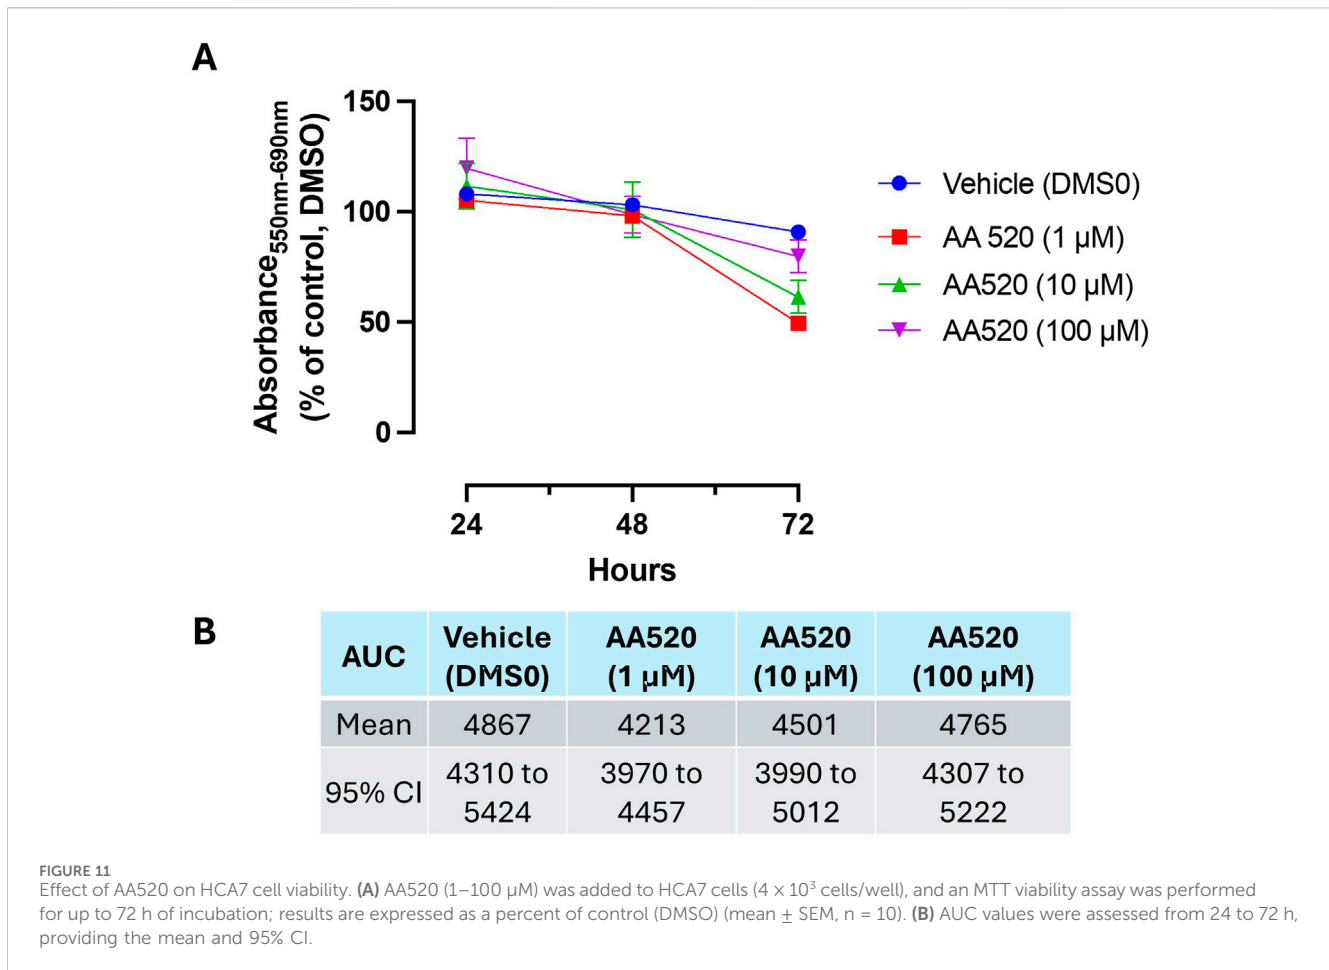 A
Absorbance550nm-690nm
(% of control, DMSO)
150
100
50
0
24
48
72
Hours
Vehicle (DMS0)
AA 520 (1 µM)
AA520 (10 µM)
AA520 (100 µM)
B
AUC
Vehicle
(DMS0)
AA520
(1 µM)
AA520
(10 µM)
AA520
(100 µM)
Mean
4867
4213
4501
4765
95% CI
4310 to
5424
3970 to
4457
3990 to
5012
4307 to
5222
FIGURE 11
Effect of AA520 on HCA7 cell viability. (A) AA520 (1–100 µM) was added to HCA7 cells (4 × 10³ cells/well), and an MTT viability assay was performed
for up to 72 h of incubation; results are expressed as a percent of control (DMSO) (mean ± SEM, n = 10). (B) AUC values were assessed from 24 to 72 h,
providing the mean and 95% CI.